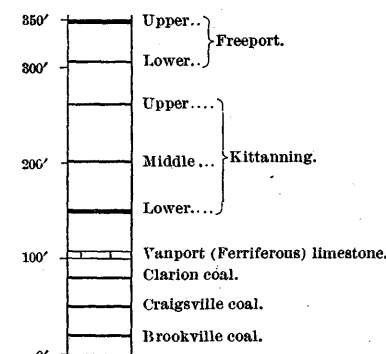 350′ Upper..
Freeport.
300′ Lower..
Upper....
200′ Middle ... Kittanning.
Lower....
100′ Vanport (Ferriferous) limestone.
Clarion coal.
Craigsville coal.
Brookville coal.